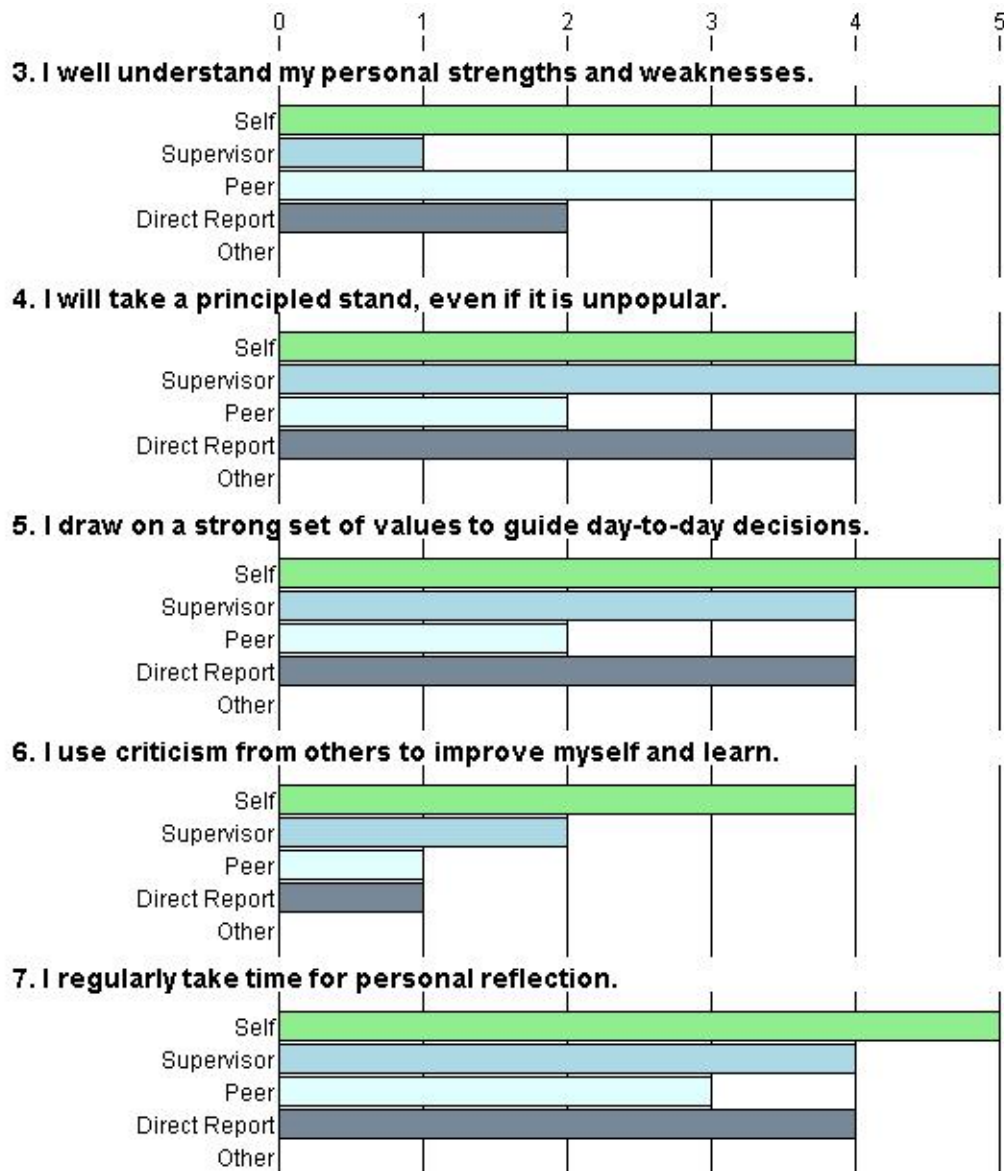 0 1 2 3 4 5
3. I well understand my personal strengths and weaknesses.
Self
Supervisor
Peer
Direct Report
Other
4. I will take a principled stand, even if it is unpopular.
Self
Supervisor
Peer
Direct Report
Other
5. I draw on a strong set of values to guide day-to-day decisions.
Self
Supervisor
Peer
Direct Report
Other
6. I use criticism from others to improve myself and learn.
Self
Supervisor
Peer
Direct Report
Other
7. I regularly take time for personal reflection.
Self
Supervisor
Peer
Direct Report
Other